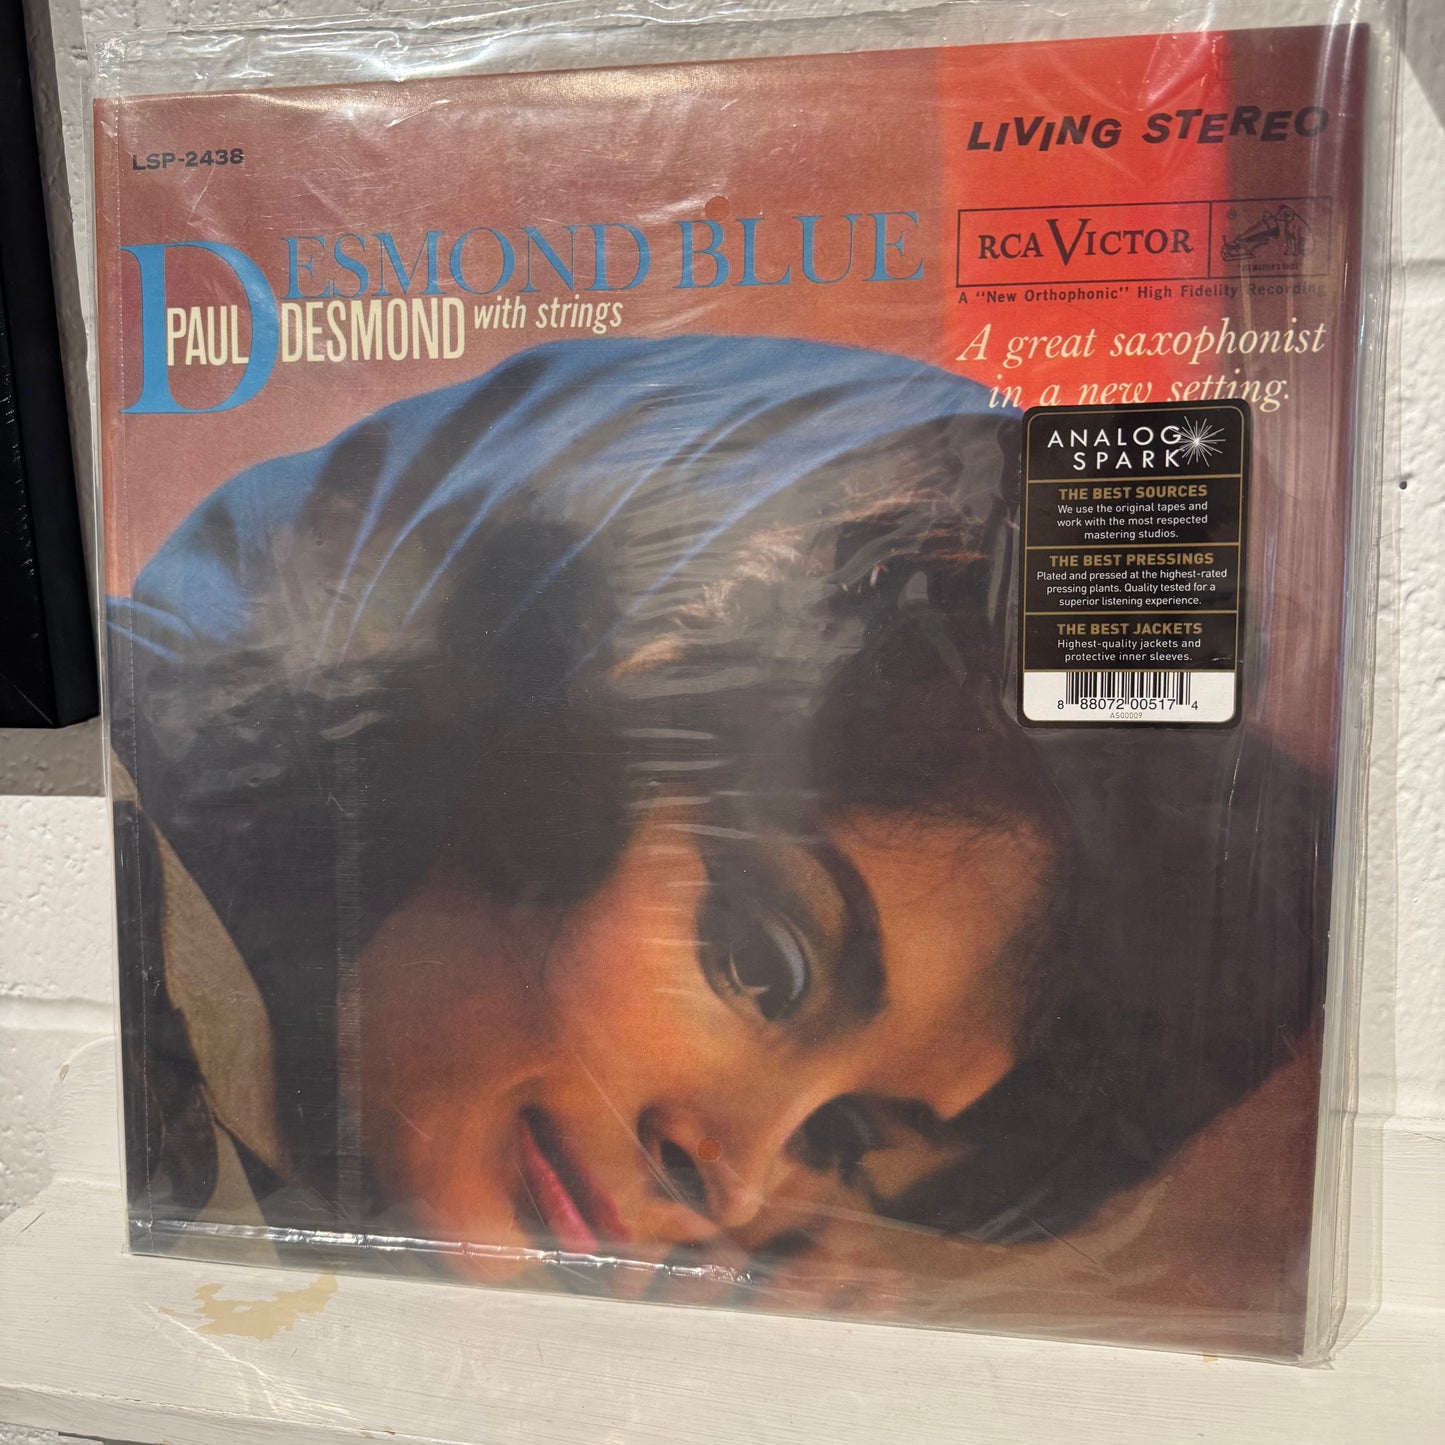 LSP-2438
LIVING STEREO
DESMOND BLUE
PAUL DESMOND with strings
RCA VICTOR
"HIS MASTER'S VOICE"
A "New Orthophonic" High Fidelity Recording
A great saxophonist
in a new setting.
ANALOG
SPARK
THE BEST SOURCES
We use the original tapes and
work with the most respected
mastering studios.
THE BEST PRESSINGS
Plated and pressed at the highest-rated
pressing plants. Quality tested for a
superior listening experience.
THE BEST JACKETS
Highest-quality jackets and
protective inner sleeves.
8 88072 00517 4
AS00009